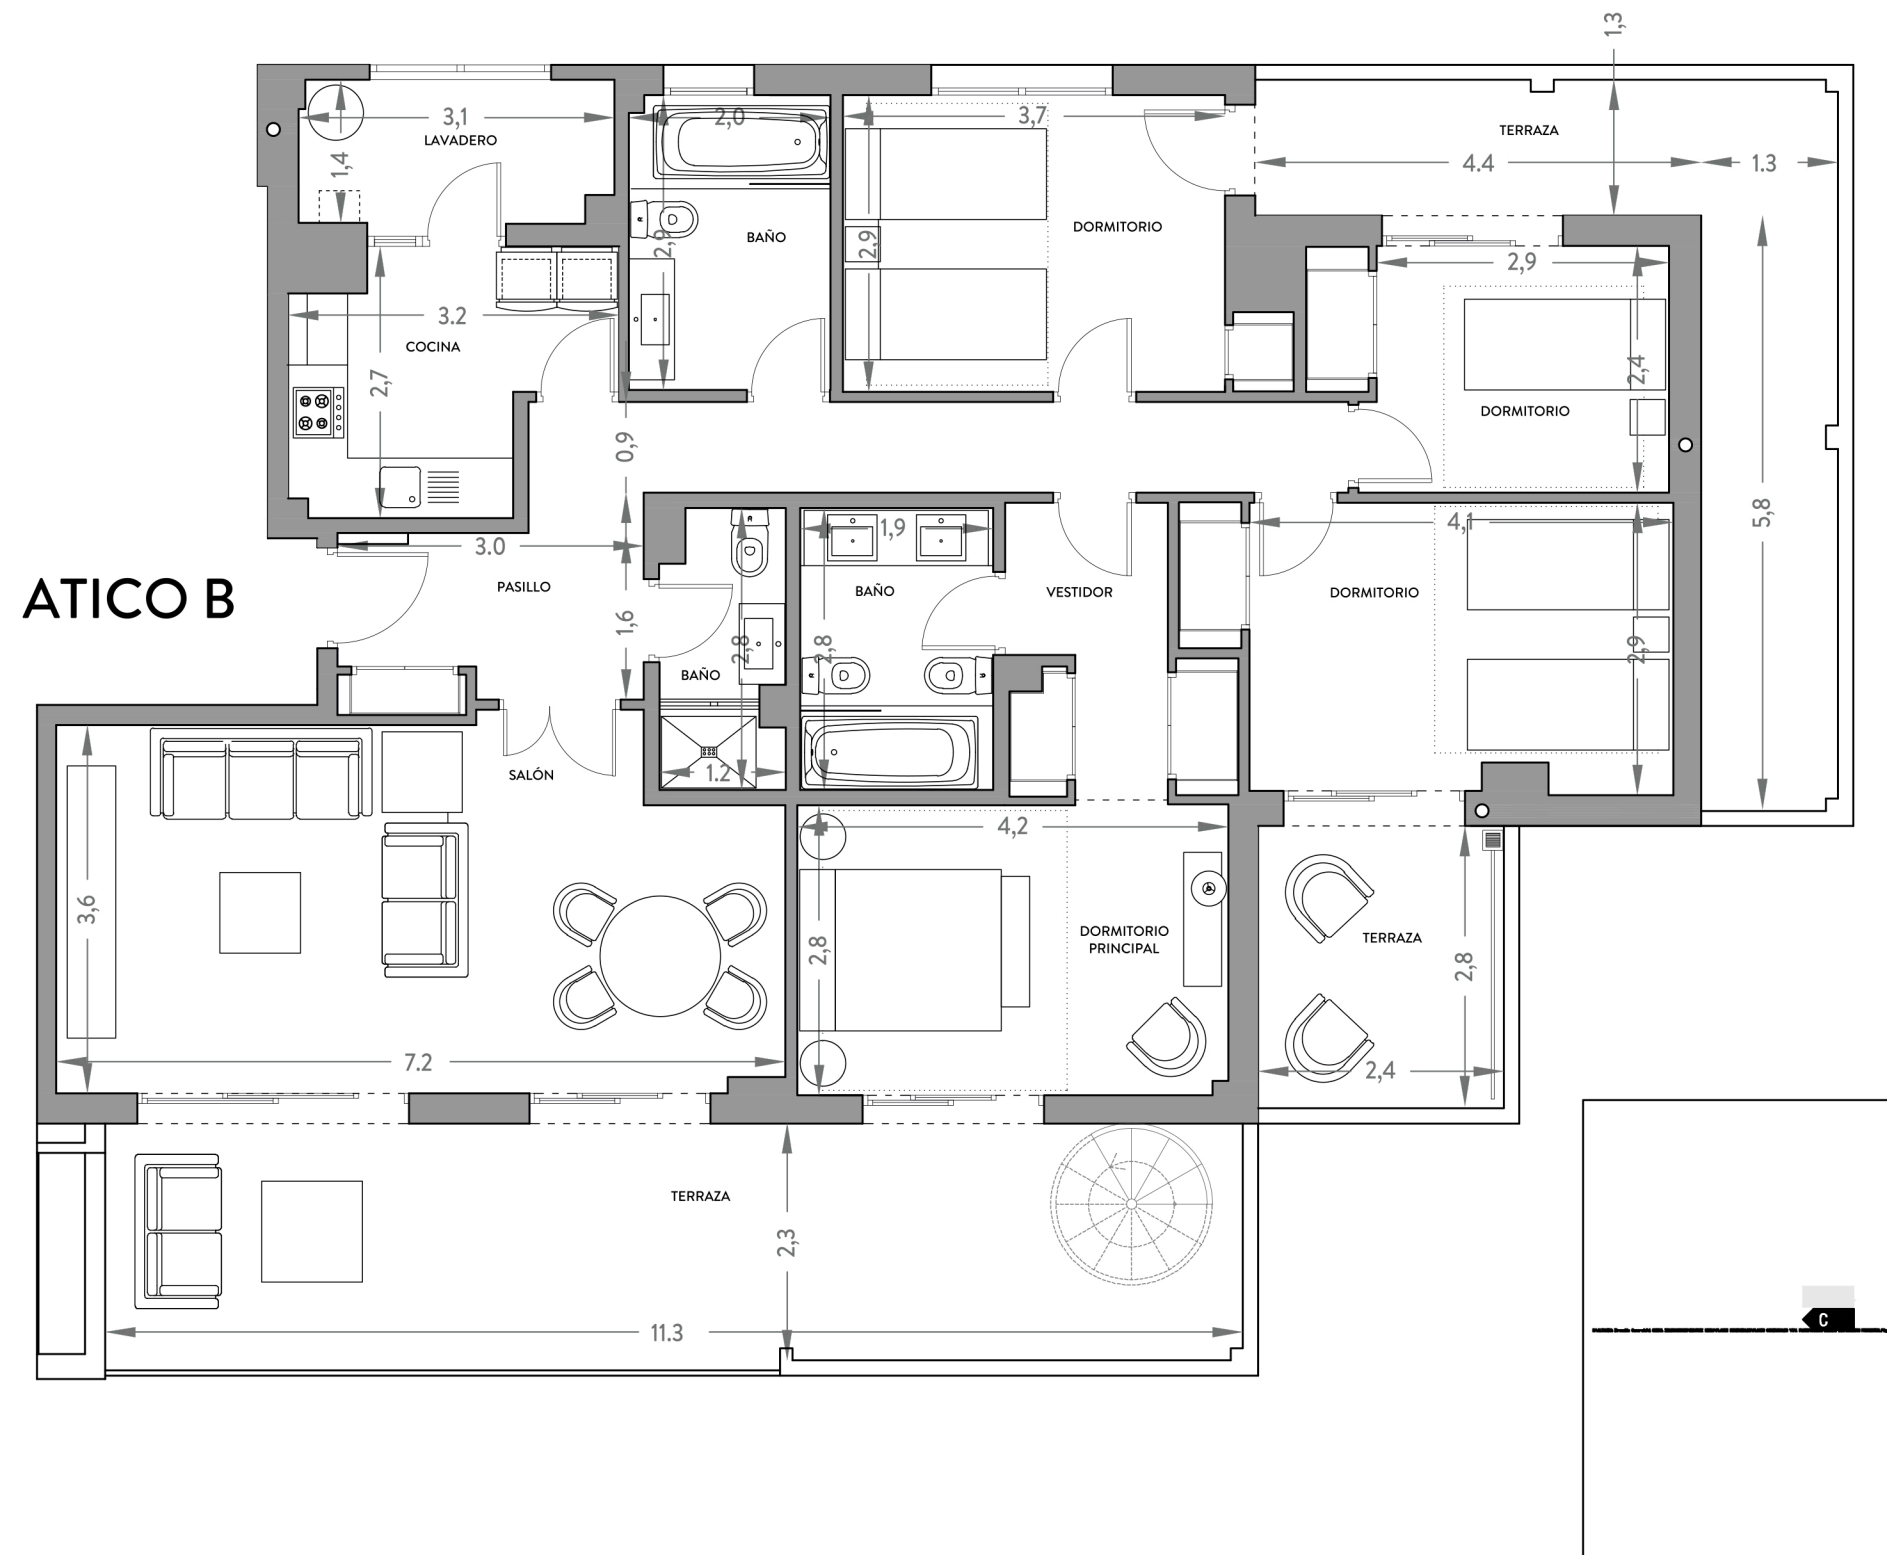 1,3
3,1
LAVADERO
1,4
2,0
2,9
BAÑO
3,7
2,9
DORMITORIO
TERRAZA
4.4
1.3
2,9
2,4
DORMITORIO
3.2
COCINA
2,7
0,9
5,8
3.0
PASILLO
1,6
ATICO B
2,8
BAÑO
1.2
1,9
BAÑO
2,8
VESTIDOR
4,1
DORMITORIO
2,9
SALÓN
3,6
7.2
4,2
2,8
DORMITORIO
PRINCIPAL
TERRAZA
2,8
2,4
TERRAZA
2,3
11.3
C